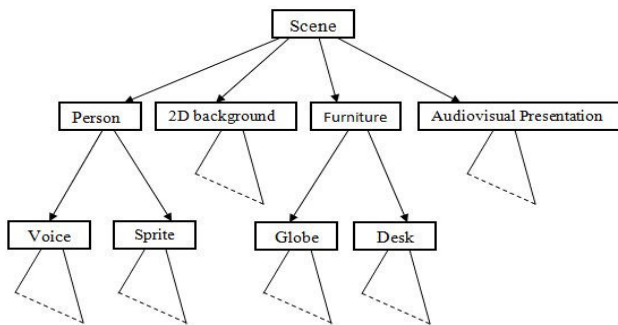 Scene
Person
2D background
Furniture
Audiovisual Presentation
Voice
Sprite
Globe
Desk